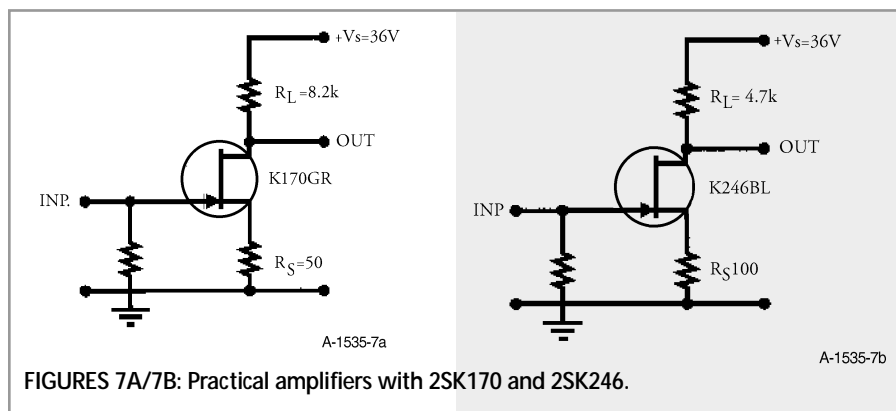 +Vs=36V
RL=8.2k
OUT
K170GR
INP.
RS=50
A-1535-7a
+Vs=36V
RL= 4.7k
OUT
K246BL
INP
RS100
A-1535-7b
FIGURES 7A/7B: Practical amplifiers with 2SK170 and 2SK246.